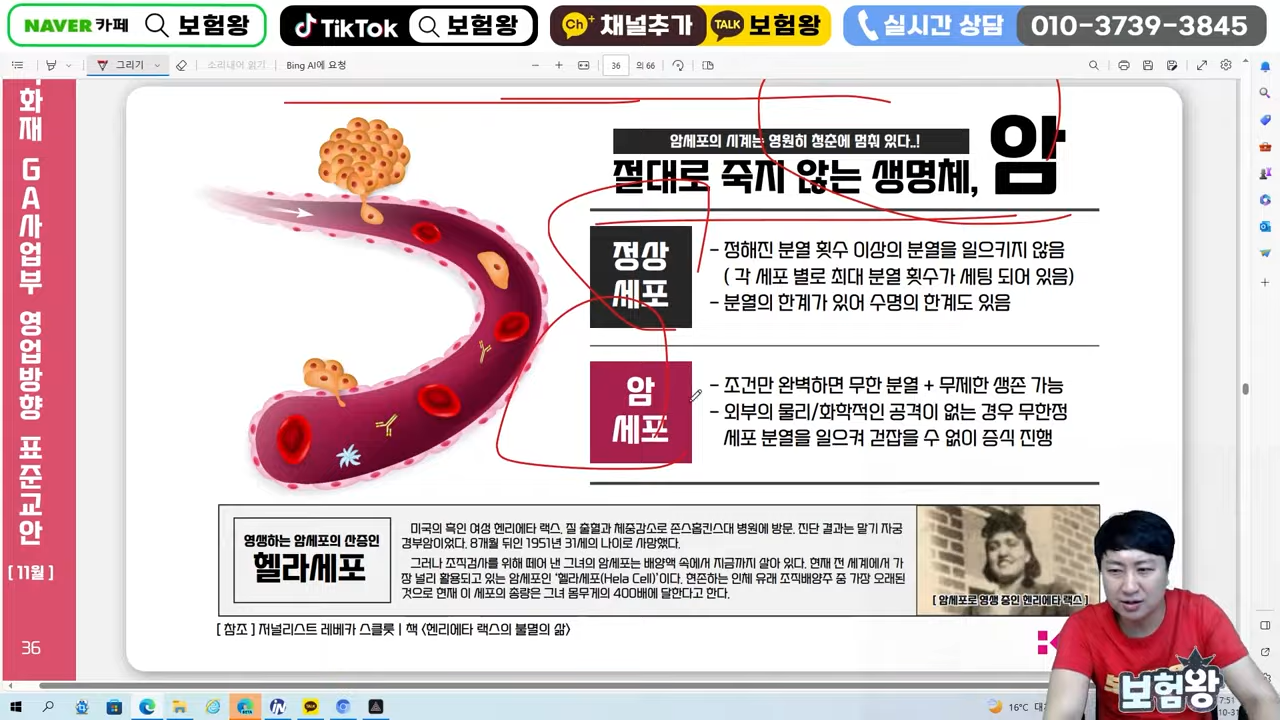 NAVER 카페 보험왕
TikTok 보험왕
Ch+ 채널추가 TALK 보험왕
실시간 상담 010-3739-3845
그리기
소리내어 읽기
Bing AI에 요청
36 의 66
화재 GA사업부 영업방향 표준교안
[ 11월 ]
36
암세포의 시계는 영원히 청춘에 멈춰 있다..!
절대로 죽지 않는 생명체, 암
정상
세포
- 정해진 분열 횟수 이상의 분열을 일으키지 않음
( 각 세포 별로 최대 분열 횟수가 세팅 되어 있음)
- 분열의 한계가 있어 수명의 한계도 있음
암
세포
- 조건만 완벽하면 무한 분열 + 무제한 생존 가능
- 외부의 물리/화학적인 공격이 없는 경우 무한정
세포 분열을 일으켜 걷잡을 수 없이 증식 진행
영생하는 암세포의 산증인
헬라세포
미국의 흑인 여성 헨리에타 랙스. 질 출혈과 체중감소로 존스홉킨스대 병원에 방문. 진단 결과는 말기 자궁
경부암이었다. 8개월 뒤인 1951년 31세의 나이로 사망했다.
그러나 조직검사를 위해 떼어 낸 그녀의 암세포는 배양액 속에서 지금까지 살아 있다. 현재 전 세계에서 가
장 널리 활용되고 있는 암세포인 '헬라세포(Hela Cell)'이다. 현존하는 인체 유래 조직배양주 중 가장 오래된
것으로 현재 이 세포의 총량은 그녀 몸무게의 400배에 달한다고 한다.
[ 암세포로 영생 중인 헨리에타 랙스 ]
[ 참조 ] 저널리스트 레베카 스클룻 | 책 <헨리에타 랙스의 불멸의 삶>
보험왕
16°C